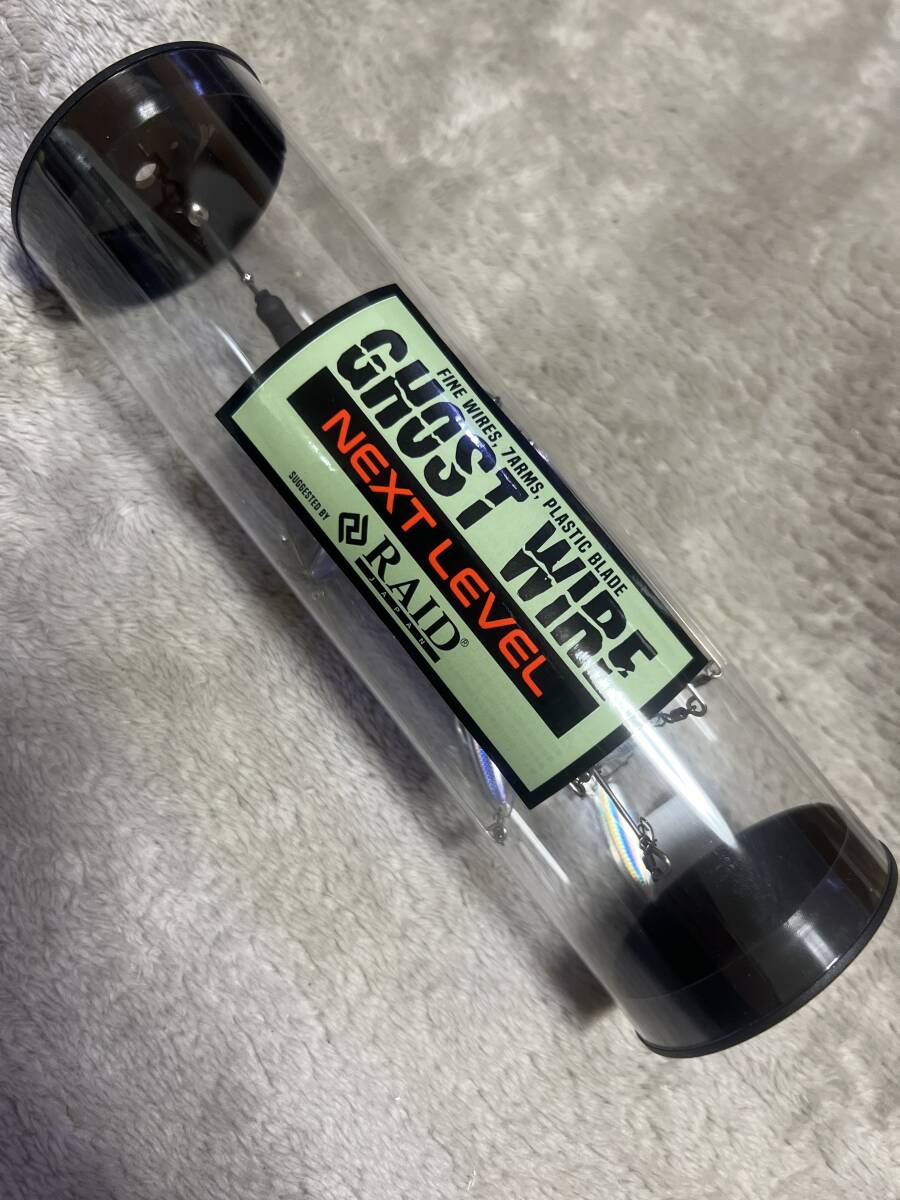 FINE WIRES, 7ARMS, PLASTIC BLADE
GHOST WIRE
NEXT LEVEL
SUGGESTED BY
RAID®
JAPAN